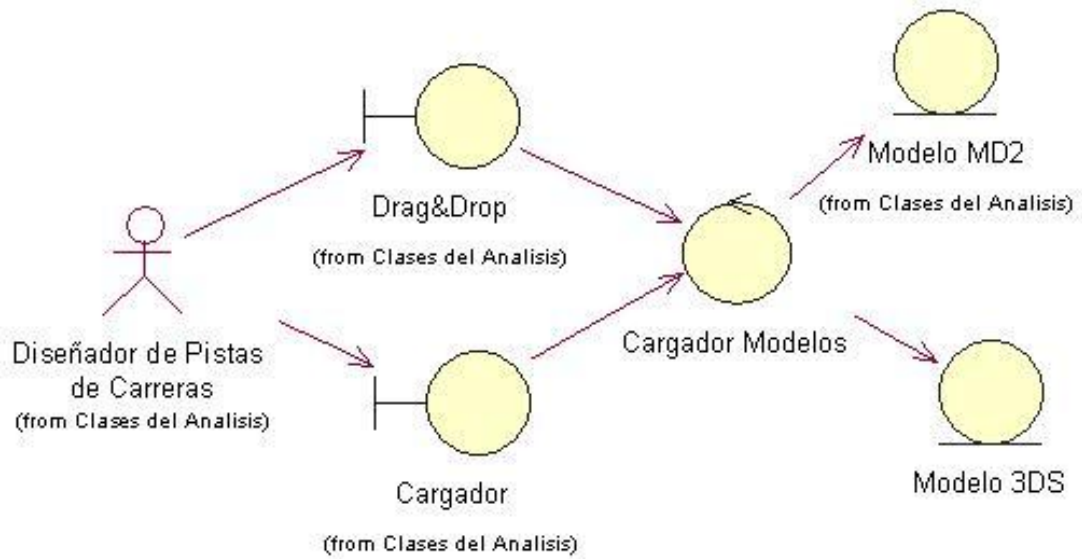 Modelo MD2
(from Clases del Analisis)
Drag&Drop
(from Clases del Analisis)
Diseñador de Pistas
de Carreras
(from Clases del Analisis)
Cargador Modelos
Cargador
(from Clases del Analisis)
Modelo 3DS